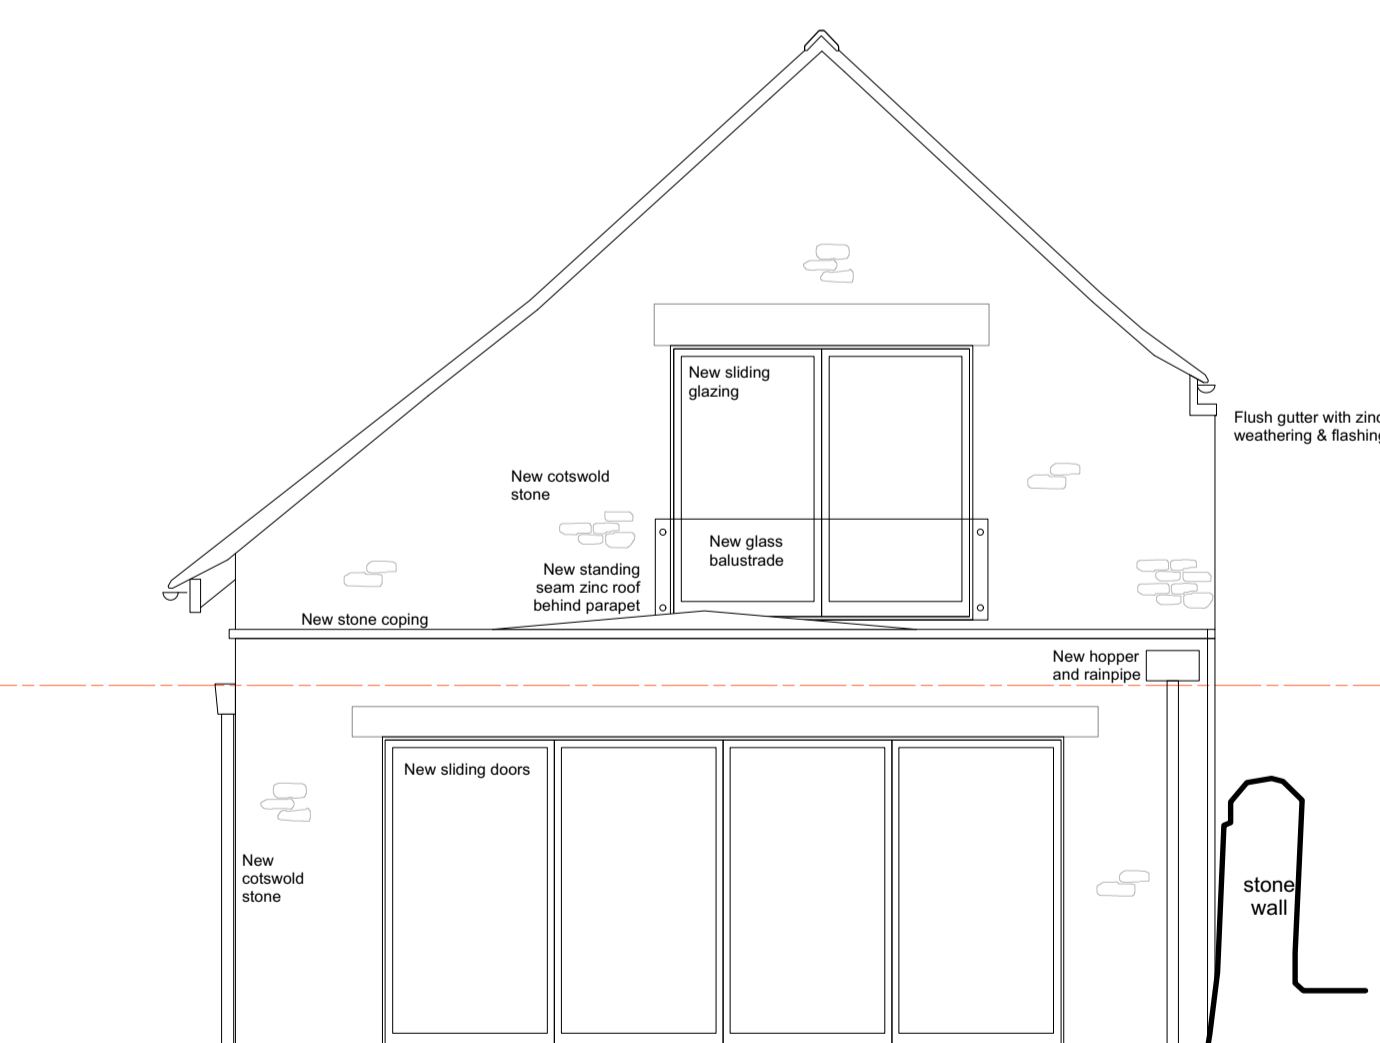 New sliding
glazing
Flush gutter with zinc
weathering & flashing
New cotswold
stone
New glass
balustrade
New standing
seam zinc roof
behind parapet
New stone coping
New hopper
and rainpipe
New sliding doors
New
cotswold
stone
stone
wall